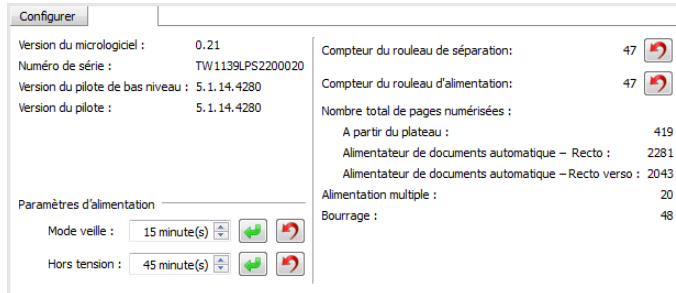 Configurer
Version du micrologiciel : 0.21
Numéro de série : TW1139LPS2200020
Version du pilote de bas niveau : 5.1.14.4280
Version du pilote : 5.1.14.4280
Paramètres d'alimentation
Mode veille : 15 minute(s)
Hors tension : 45 minute(s)
Compteur du rouleau de séparation: 47
Compteur du rouleau d'alimentation: 47
Nombre total de pages numérisées :
A partir du plateau : 419
Alimentateur de documents automatique – Recto : 2281
Alimentateur de documents automatique – Recto verso : 2043
Alimentation multiple : 20
Bourrage : 48